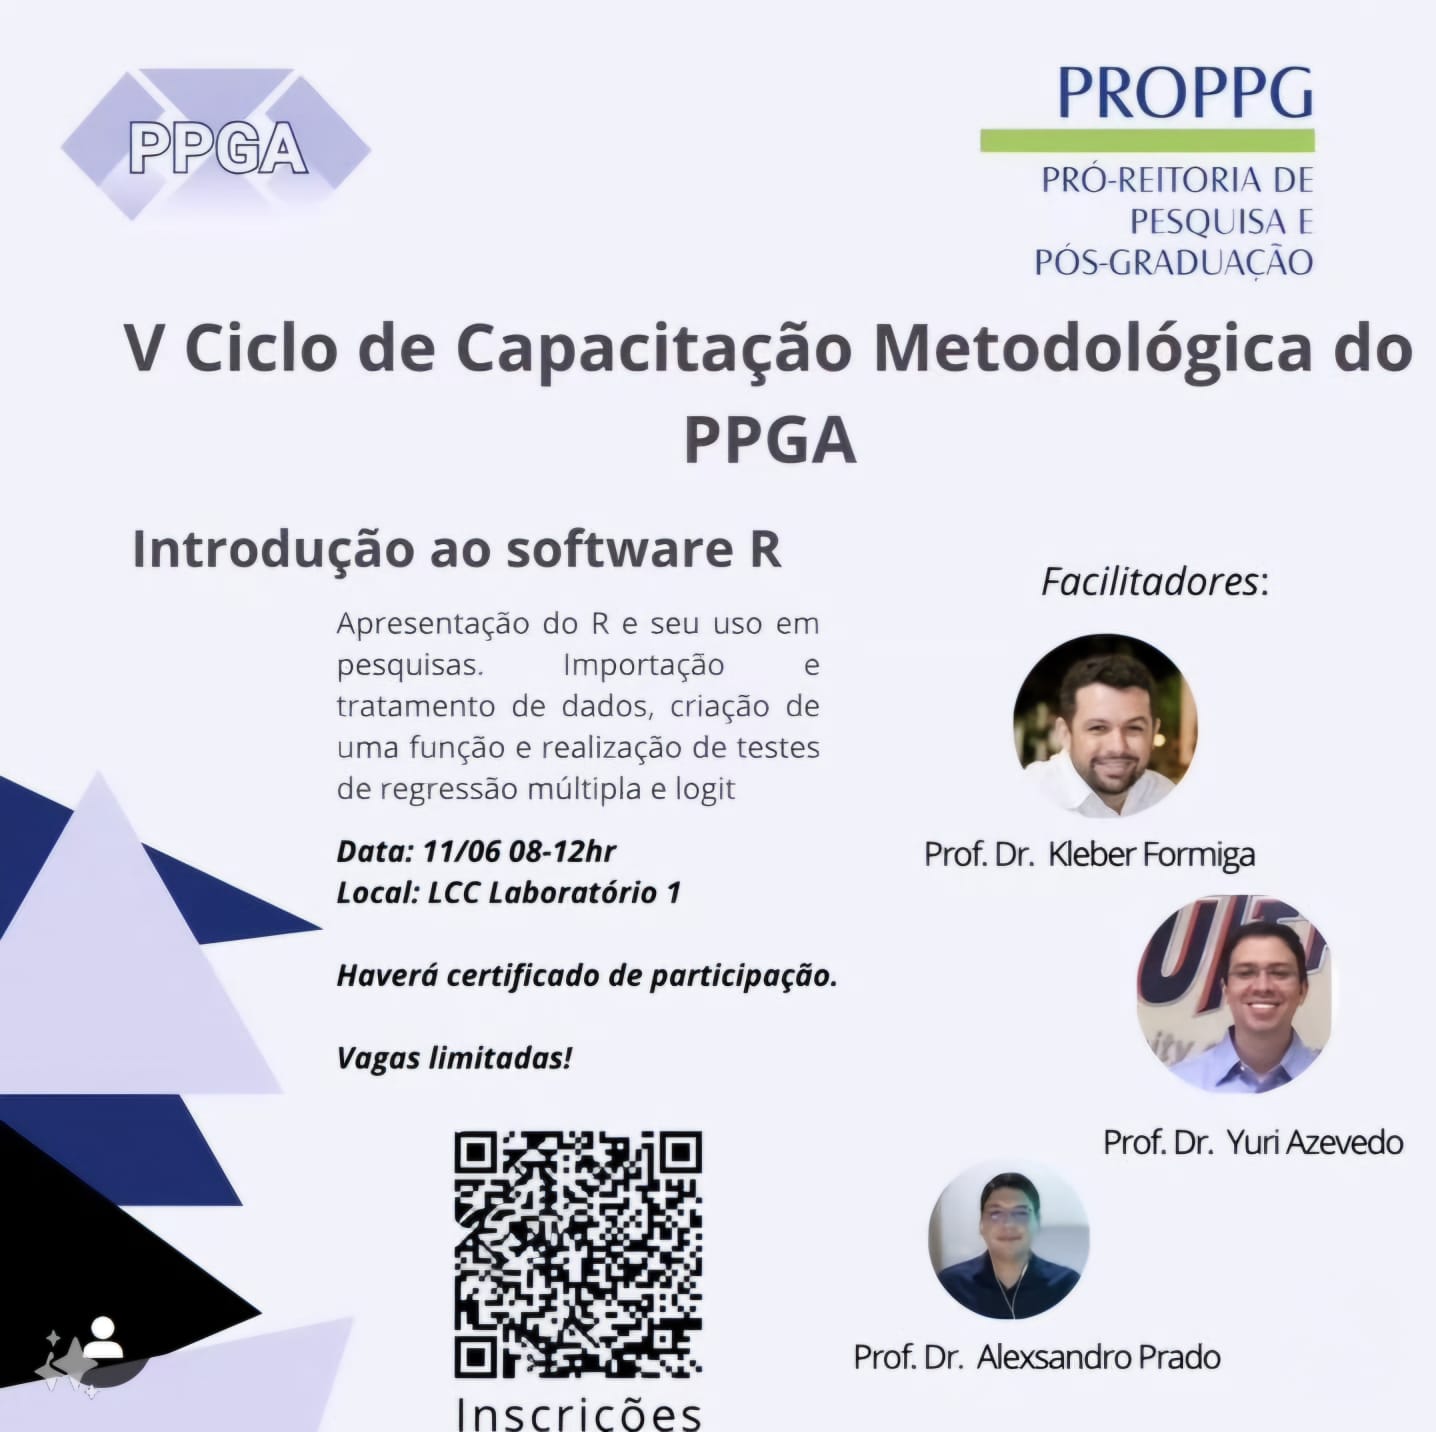 PPGA
PROPPG
PRÓ-REITORIA DE
PESQUISA E
PÓS-GRADUAÇÃO
V Ciclo de Capacitação Metodológica do
PPGA
Introdução ao software R
Apresentação do R e seu uso em
pesquisas. Importação e
tratamento de dados, criação de
uma função e realização de testes
de regressão múltipla e logit
Data: 11/06 08-12hr
Local: LCC Laboratório 1
Haverá certificado de participação.
Vagas limitadas!
Inscrições
Facilitadores:
Prof. Dr. Kleber Formiga
Prof. Dr. Yuri Azevedo
Prof. Dr. Alexsandro Prado